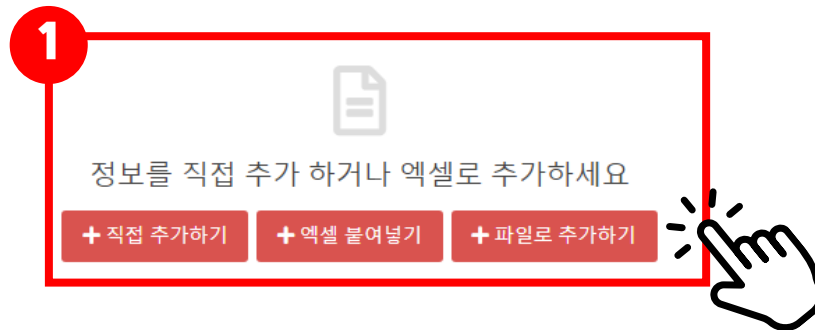 1
정보를 직접 추가 하거나 엑셀로 추가하세요
+ 직접 추가하기 + 엑셀 붙여넣기 + 파일로 추가하기